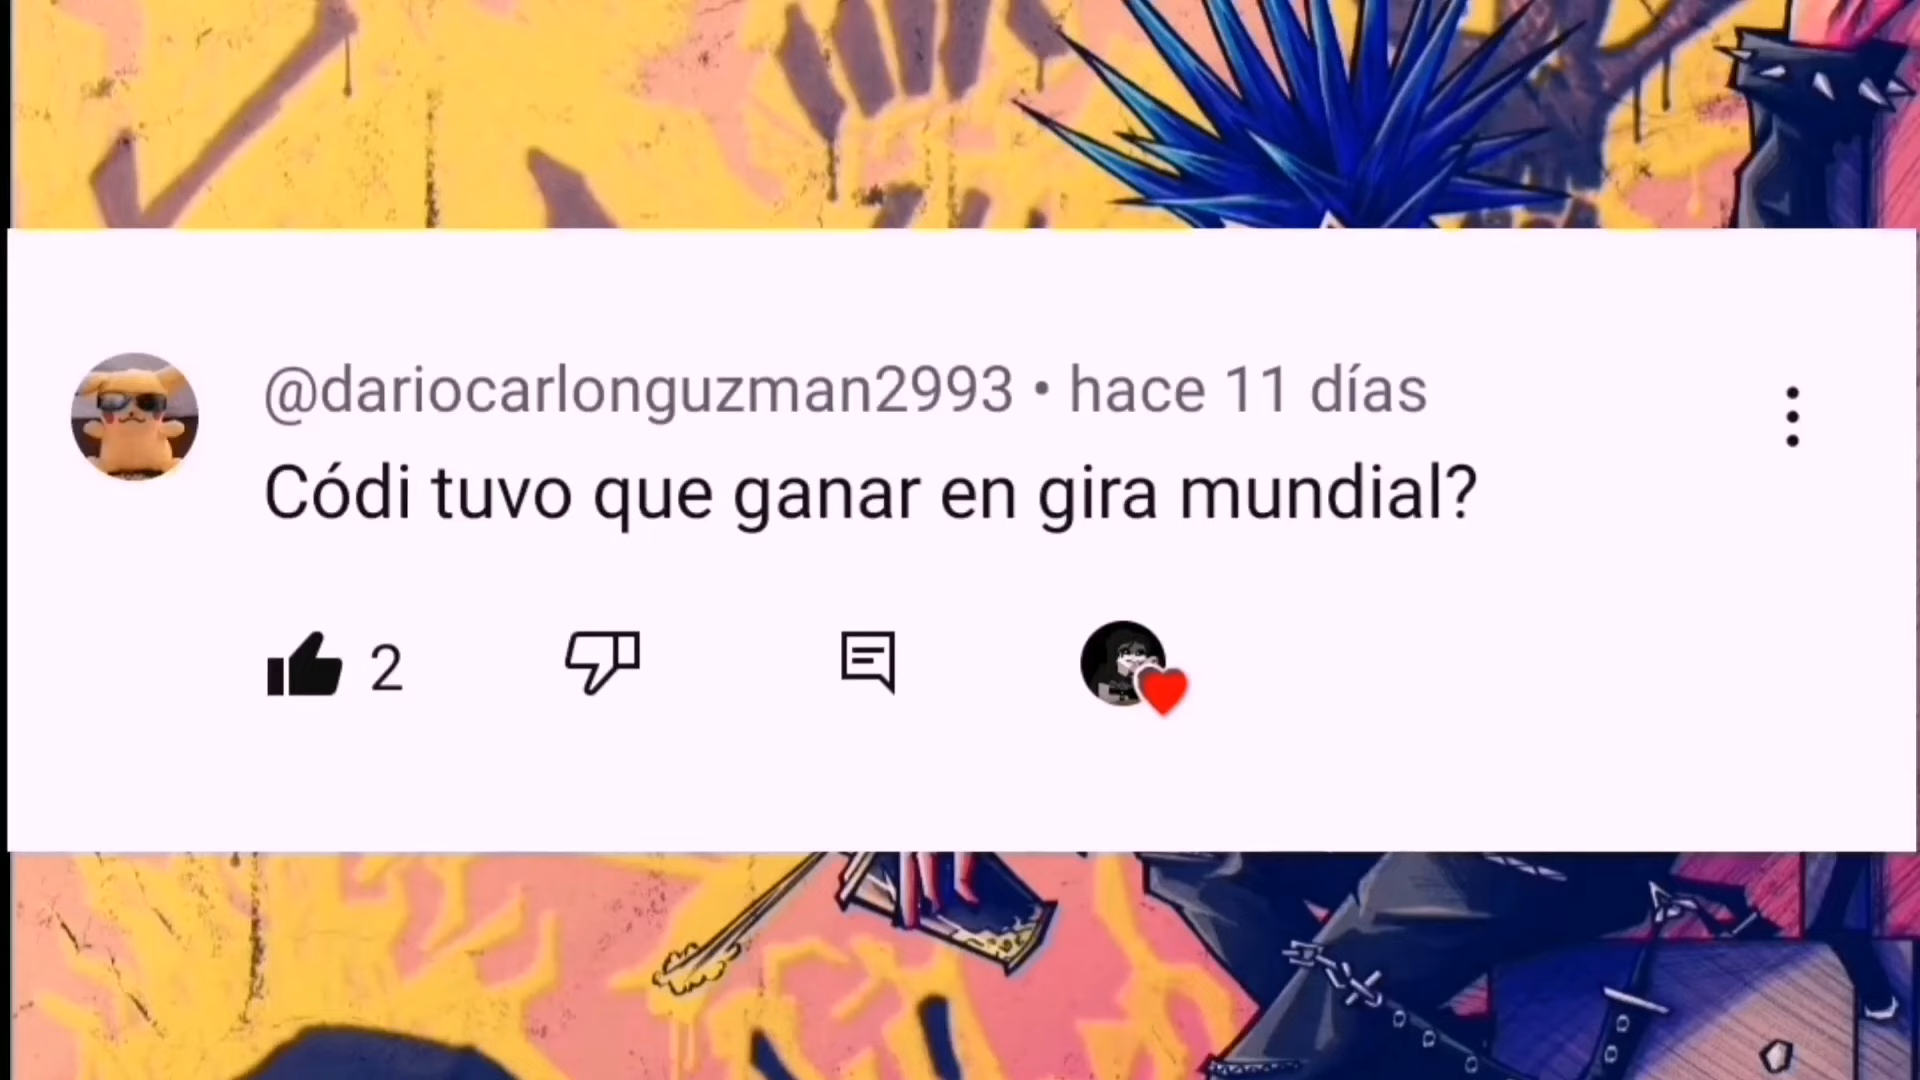 @dariocarlonguzman2993 • hace 11 días
Códi tuvo que ganar en gira mundial?
2